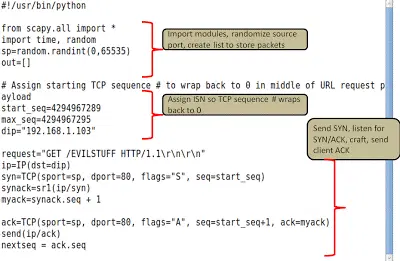 #!/usr/bin/python
from scapy.all import *
import time, random
sp=random.randint(0,65535)
out=[]
Import modules, randomize source
port, create list to store packets
# Assign starting TCP sequence # to wrap back to 0 in middle of URL request p
ayload
start_seq=4294967289
max_seq=4294967295
dip="192.168.1.103"
Assign ISN so TCP sequence # wraps
back to 0
Send SYN, listen for
SYN/ACK, craft, send
client ACK
request="GET /EVILSTUFF HTTP/1.1\r\n\r\n"
ip=IP(dst=dip)
syn=TCP(sport=sp, dport=80, flags="S", seq=start_seq)
synack=sr1(ip/syn)
myack=synack.seq + 1
ack=TCP(sport=sp, dport=80, flags="A", seq=start_seq+1, ack=myack)
send(ip/ack)
nextseq = ack.seq